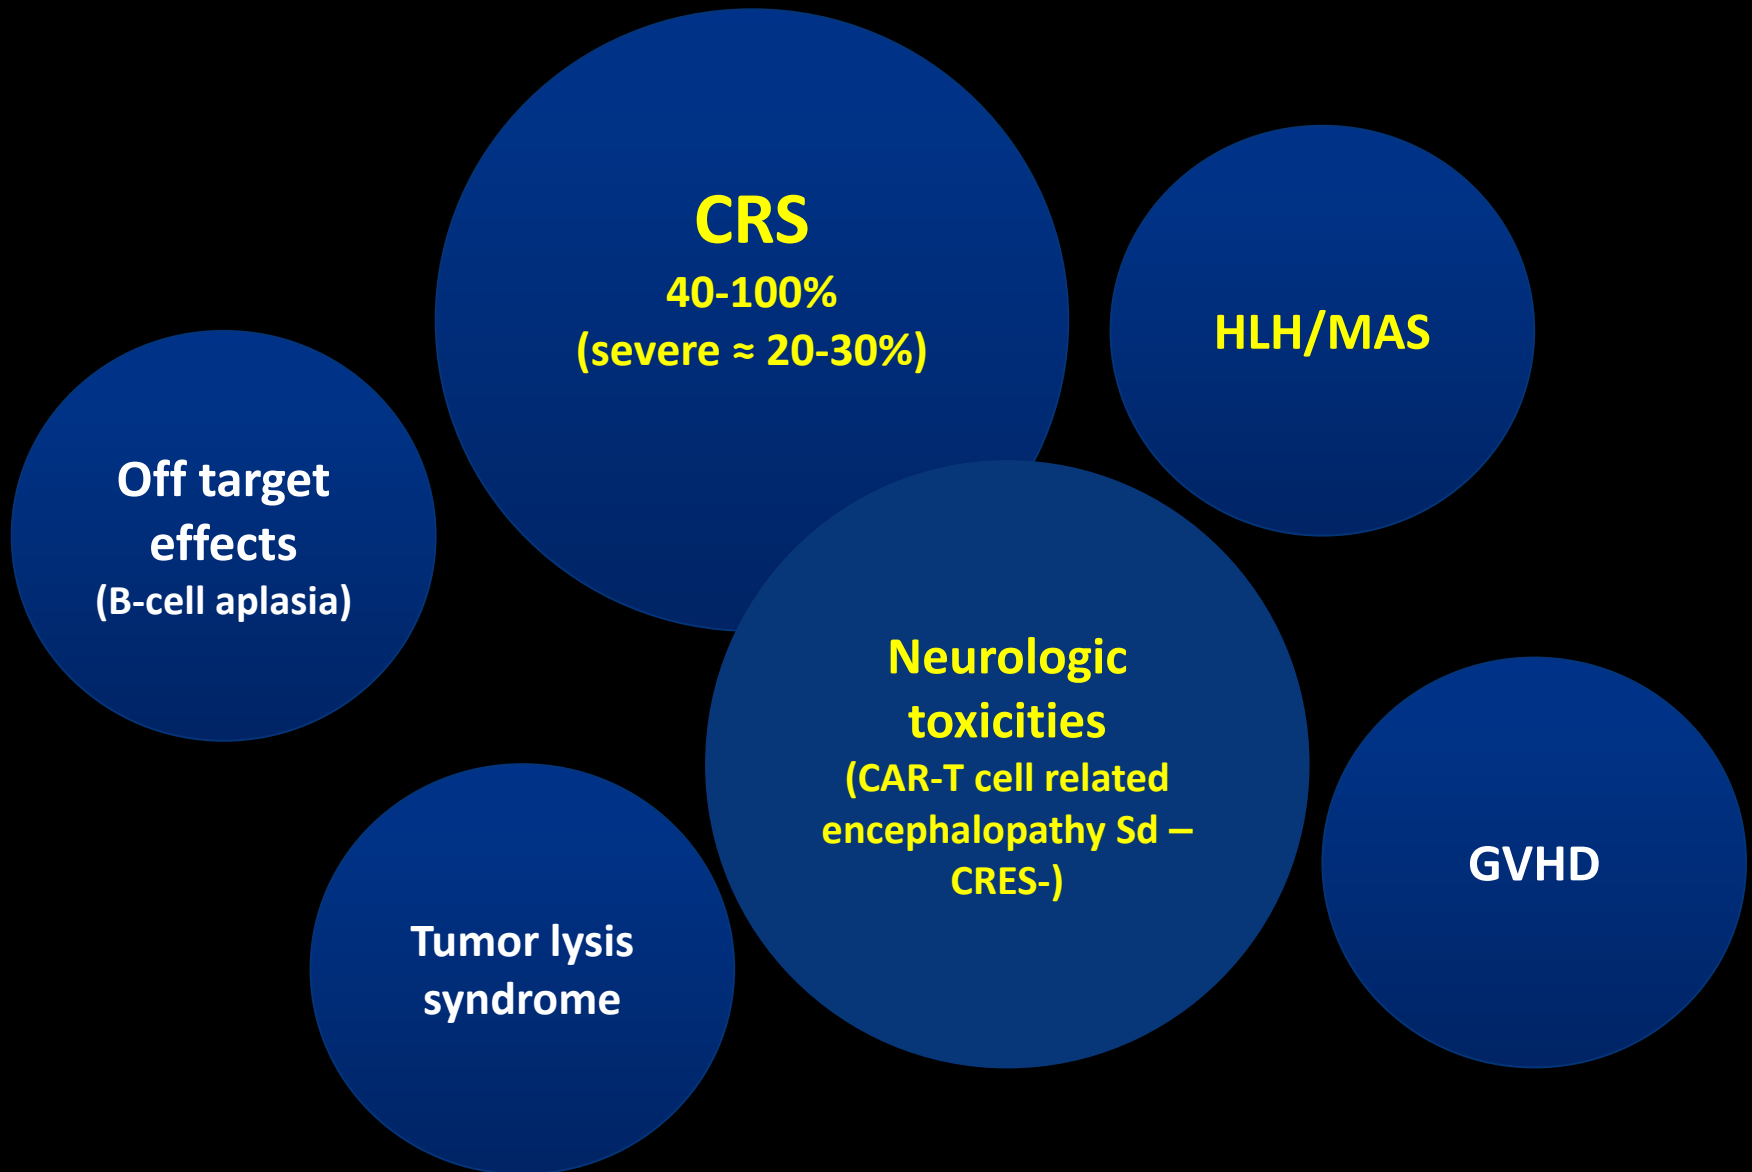 CRS
40-100%
(severe ≈ 20-30%)
HLH/MAS
Off target
effects
(B-cell aplasia)
Neurologic
toxicities
(CAR-T cell related
encephalopathy Sd –
CRES-)
GVHD
Tumor lysis
syndrome